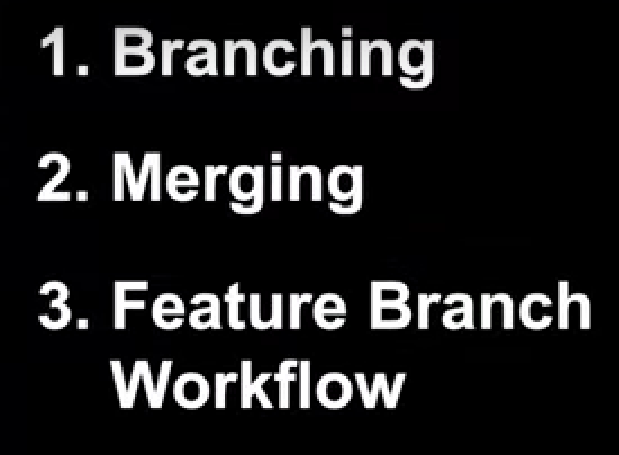 1. Branching
2. Merging
3. Feature Branch
Workflow